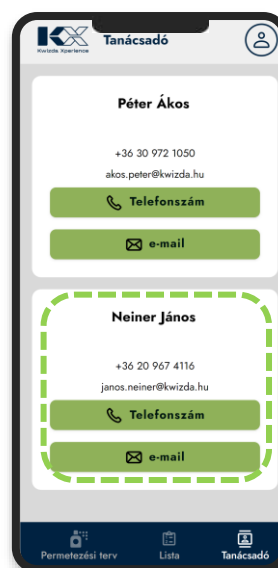 KX
Kwizda Xperience
Tanácsadó
Péter Ákos
+36 30 972 1050
akos.peter@kwizda.hu
Telefonszám
e-mail
Neiner János
+36 20 967 4116
janos.neiner@kwizda.hu
Telefonszám
e-mail
Permetezési terv
Lista
Tanácsadó